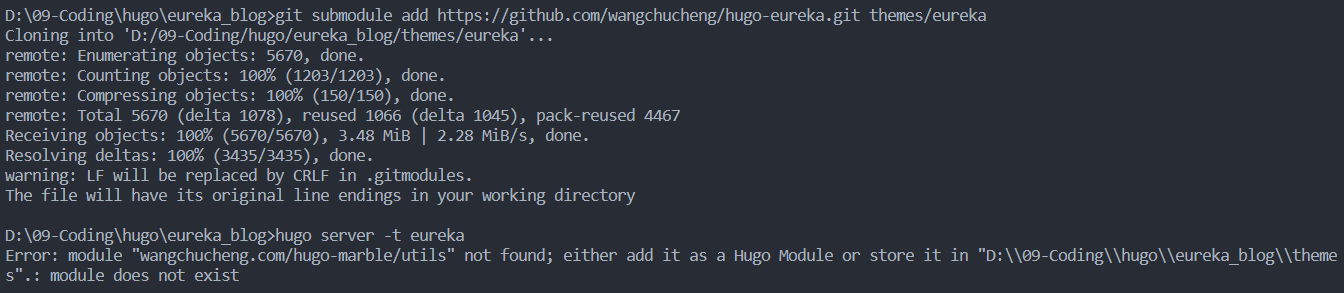 D:\09-Coding\hugo\eureka_blog>git submodule add https://github.com/wangchucheng/hugo-eureka.git themes/eureka
Cloning into 'D:/09-Coding/hugo/eureka_blog/themes/eureka'...
remote: Enumerating objects: 5670, done.
remote: Counting objects: 100% (1203/1203), done.
remote: Compressing objects: 100% (150/150), done.
remote: Total 5670 (delta 1078), reused 1066 (delta 1045), pack-reused 4467
Receiving objects: 100% (5670/5670), 3.48 MiB | 2.28 MiB/s, done.
Resolving deltas: 100% (3435/3435), done.
warning: LF will be replaced by CRLF in .gitmodules.
The file will have its original line endings in your working directory
D:\09-Coding\hugo\eureka_blog>hugo server -t eureka
Error: module "wangchucheng.com/hugo-marble/utils" not found; either add it as a Hugo Module or store it in "D:\\09-Coding\\hugo\\eureka_blog\\theme
s".: module does not exist